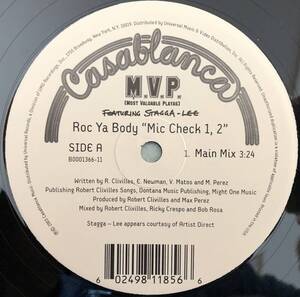 Casablanca
M.V.P.
(MOST VALUABLE PLAYAS)
FEATURING STAGGA-LEE
Roc Ya Body "Mic Check 1, 2"
SIDE A
B0001366-11
1. Main Mix 3:24
Written by R. Clivilles, C. Newman, V. Matos and M. Perez
Publishing Robert Clivilles Songs, Dontana Music Publishing, Might One Music
Produced by Robert Clivilles and Max Perez
Mixed by Robert Clivilles, Ricky Crespo and Bob Rosa
Stagga - Lee appears courtesy of Artist Direct
6 02498 11856 6